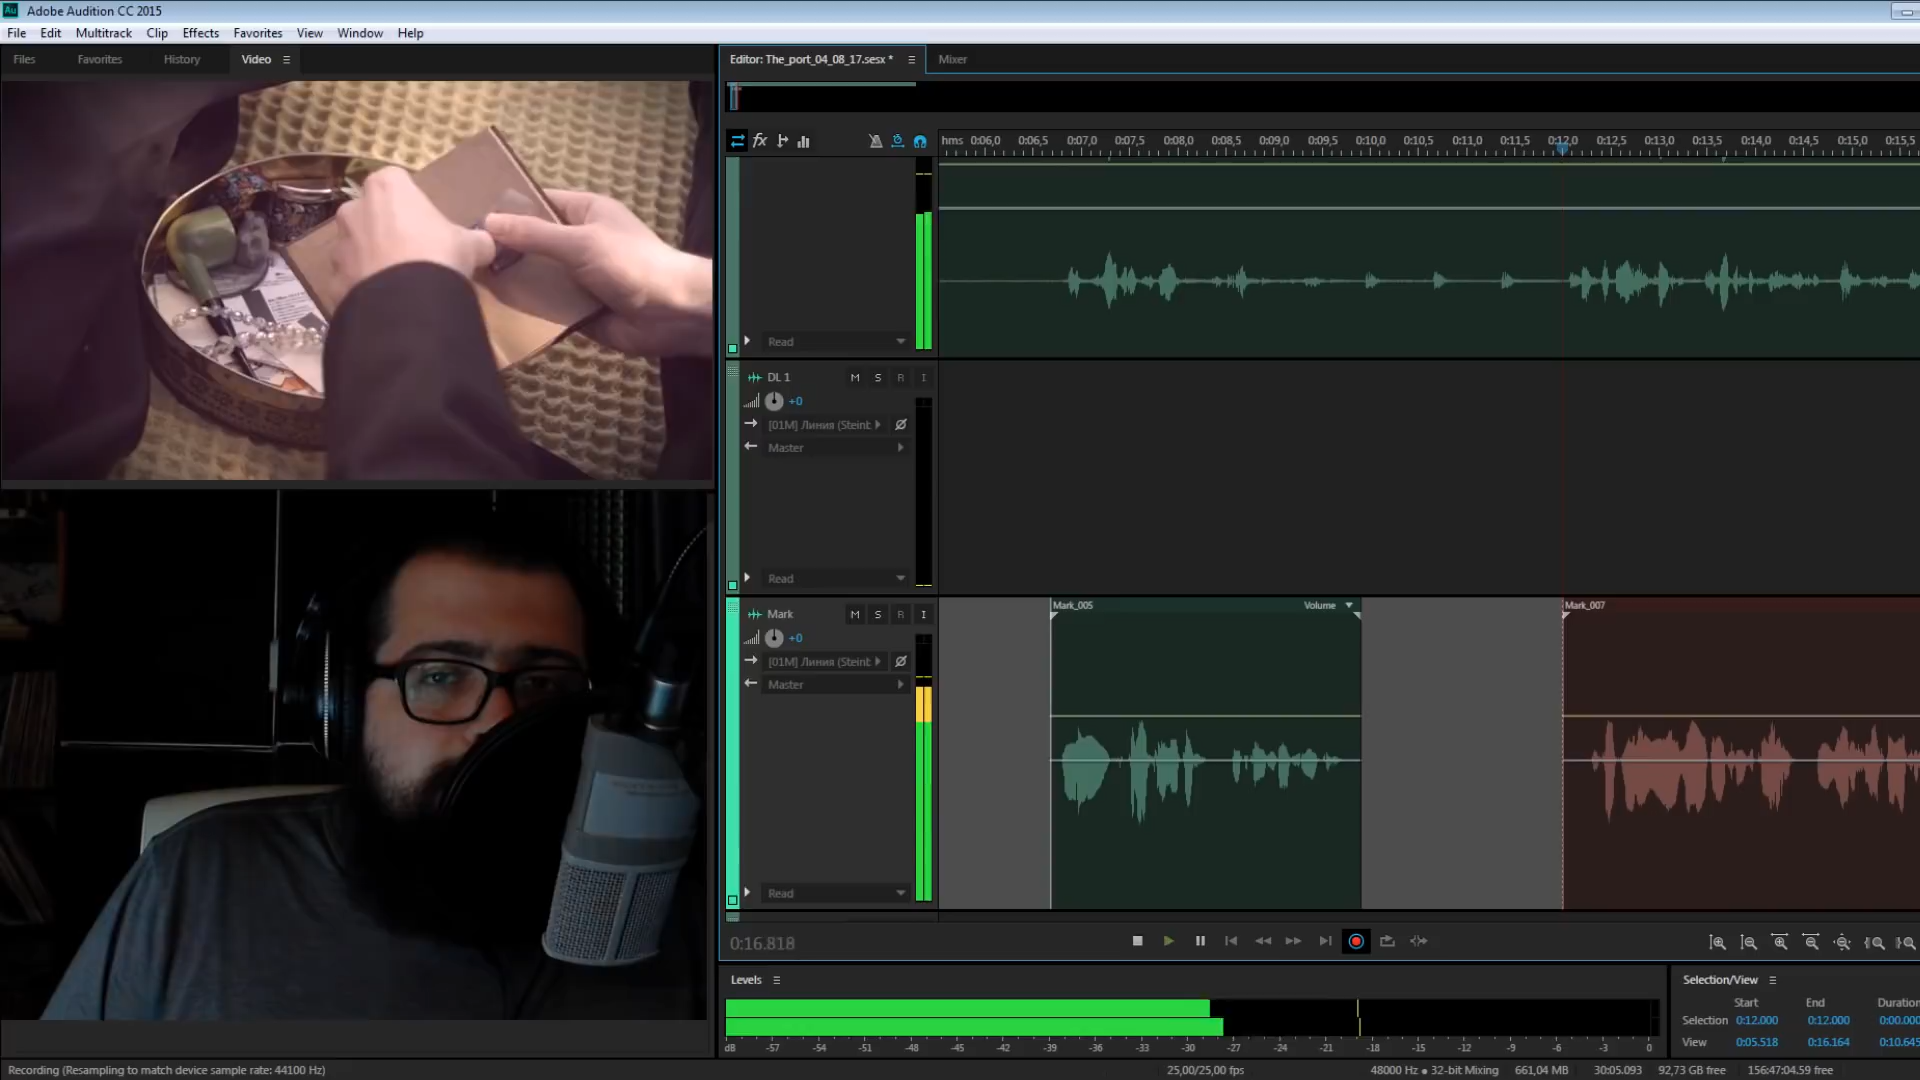 Au Adobe Audition CC 2015
File Edit Multitrack Clip Effects Favorites View Window Help
Files Favorites History Video
Editor: The_port_04_08_17.sesx * Mixer
fx
hms 0:06,0 0:06,5 0:07,0 0:07,5 0:08,0 0:08,5 0:09,0 0:09,5 0:10,0 0:10,5 0:11,0 0:11,5 0:12,0 0:12,5 0:13,0 0:13,5 0:14,0 0:14,5 0:15,0 0:15,5
Read
DL 1 M S R I
+0
[01M] Линия (Steint
Master
Read
Mark M S R I
+0
[01M] Линия (Steint
Master
Read
Mark_005 Volume
Mark_007
0:16.818
Levels
dB -57 -54 -51 -48 -45 -42 -39 -36 -33 -30 -27 -24 -21 -18 -15 -12 -9 -6 -3 0
Selection/View
Start End Duration
Selection 0:12.000 0:12.000 0:00.000
View 0:05.518 0:16.164 0:10.645
Recording (Resampling to match device sample rate: 44100 Hz) 25,00/25,00 fps 48000 Hz • 32-bit Mixing 661,04 MB 30:05.093 92,73 GB free 156:47:04.59 free